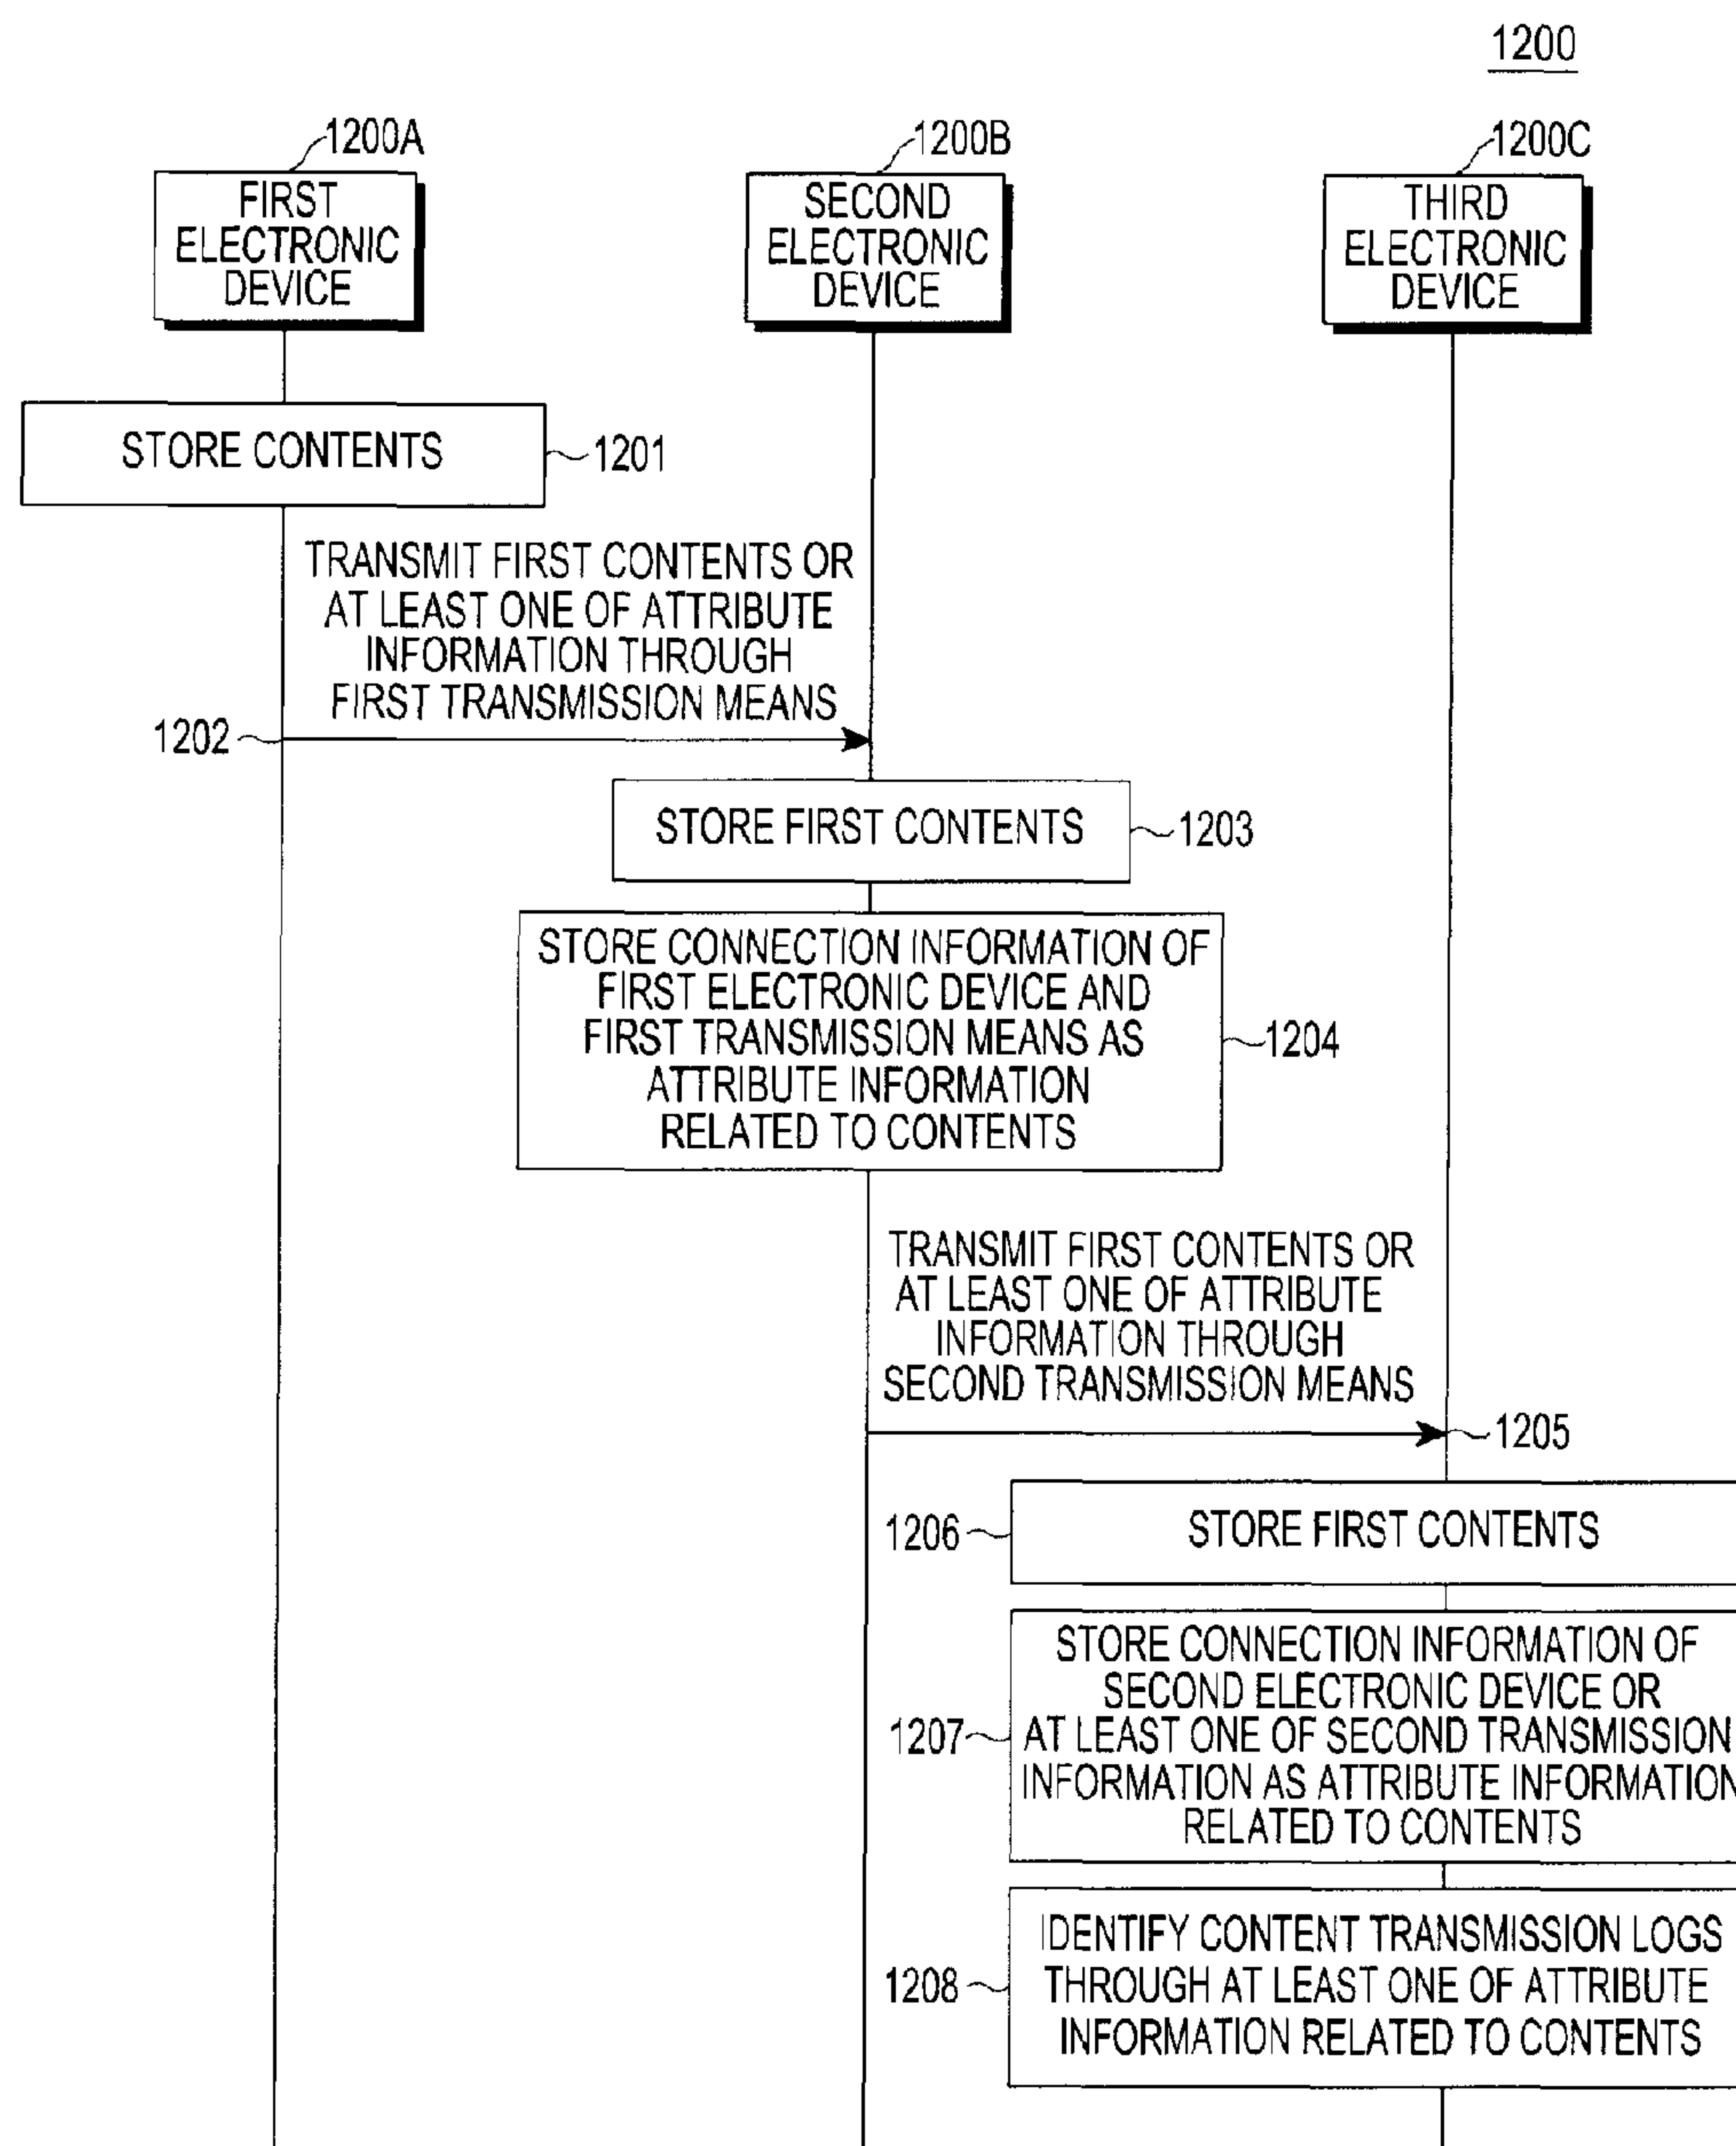 1200
1200A
1200B
1200C
FIRST
ELECTRONIC
DEVICE
SECOND
ELECTRONIC
DEVICE
THIRD
ELECTRONIC
DEVICE
STORE CONTENTS
1201
TRANSMIT FIRST CONTENTS OR
AT LEAST ONE OF ATTRIBUTE
INFORMATION THROUGH
FIRST TRANSMISSION MEANS
1202
STORE FIRST CONTENTS
1203
STORE CONNECTION INFORMATION OF
FIRST ELECTRONIC DEVICE AND
FIRST TRANSMISSION MEANS AS
ATTRIBUTE INFORMATION
RELATED TO CONTENTS
1204
TRANSMIT FIRST CONTENTS OR
AT LEAST ONE OF ATTRIBUTE
INFORMATION THROUGH
SECOND TRANSMISSION MEANS
1205
1206
STORE FIRST CONTENTS
1207
STORE CONNECTION INFORMATION OF
SECOND ELECTRONIC DEVICE OR
AT LEAST ONE OF SECOND TRANSMISSION
INFORMATION AS ATTRIBUTE INFORMATION
RELATED TO CONTENTS
1208
IDENTIFY CONTENT TRANSMISSION LOGS
THROUGH AT LEAST ONE OF ATTRIBUTE
INFORMATION RELATED TO CONTENTS